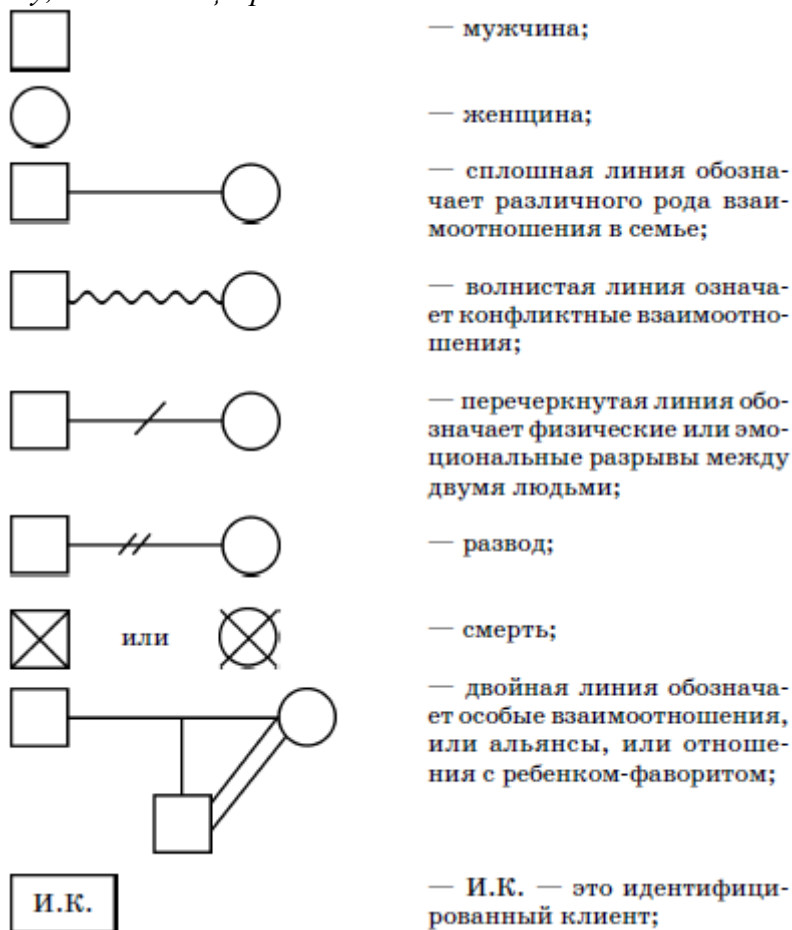 — мужчина;
— женщина;
— сплошная линия обозна-
чает различного рода взаи-
моотношения в семье;
— волнистая линия означа-
ет конфликтные взаимоотно-
шения;
— перечеркнутая линия обо-
значает физические или эмо-
циональные разрывы между
двумя людьми;
— развод;
или
— смерть;
— двойная линия обознача-
ет особые взаимоотношения,
или альянсы, или отноше-
ния с ребенком-фаворитом;
И.К.
— И.К. — это идентифици-
рованный клиент;